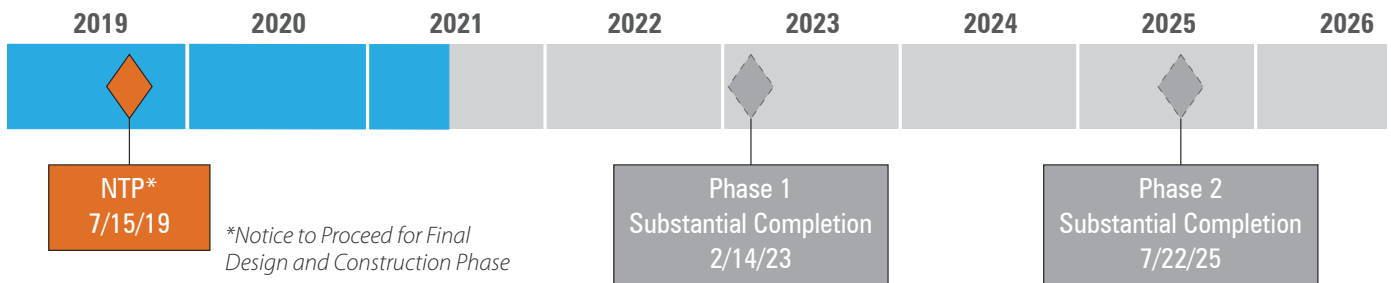 2019 2020 2021 2022 2023 2024 2025 2026
NTP*
7/15/19
*Notice to Proceed for Final
Design and Construction Phase
Phase 1
Substantial Completion
2/14/23
Phase 2
Substantial Completion
7/22/25